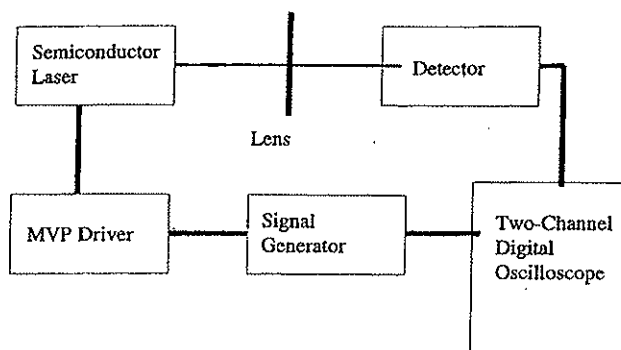 Semiconductor
Laser
Detector
Lens
MVP Driver
Signal
Generator
Two-Channel
Digital
Oscilloscope